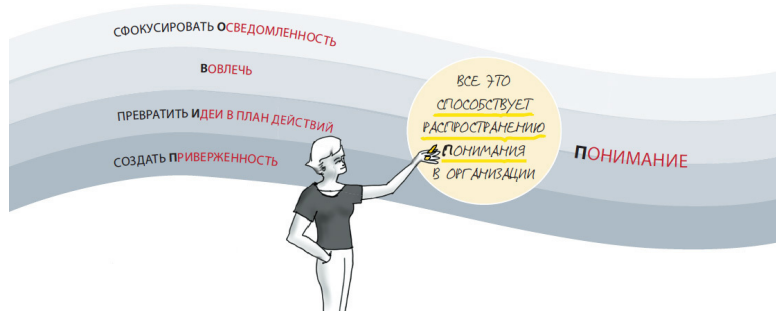 СФОКУСИРОВАТЬ ОСВЕДОМЛЕННОСТЬ
ВОВЛЕЧЬ
ПРЕВРАТИТЬ ИДЕИ В ПЛАН ДЕЙСТВИЙ
СОЗДАТЬ ПРИВЕРЖЕННОСТЬ
ВСЕ ЭТО
СПОСОБСТВУЕТ
РАСПРОСТРАНЕНИЮ
ПОНИМАНИЯ
В ОРГАНИЗАЦИИ
ПОНИМАНИЕ